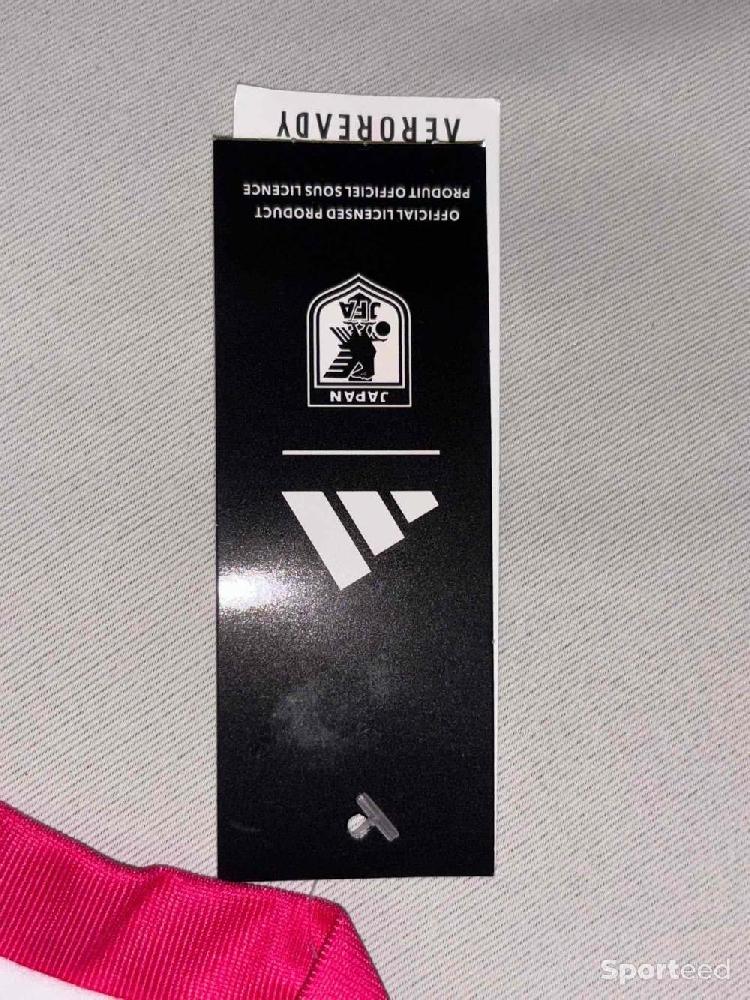 JAPAN
JFA
OFFICIAL LICENSED PRODUCT
PRODUIT OFFICIEL SOUS LICENCE
AEROREADY
Sporteed